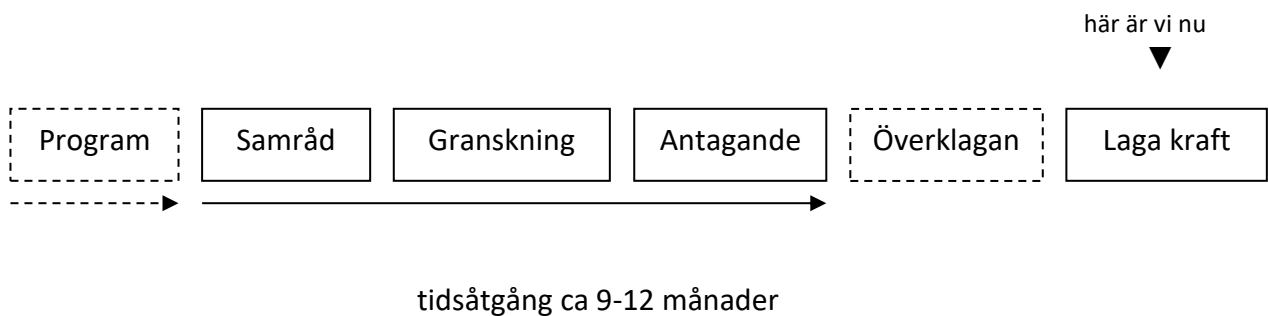 här är vi nu
Program Samråd Granskning Antagande Överklagan Laga kraft
tidsåtgång ca 9-12 månader